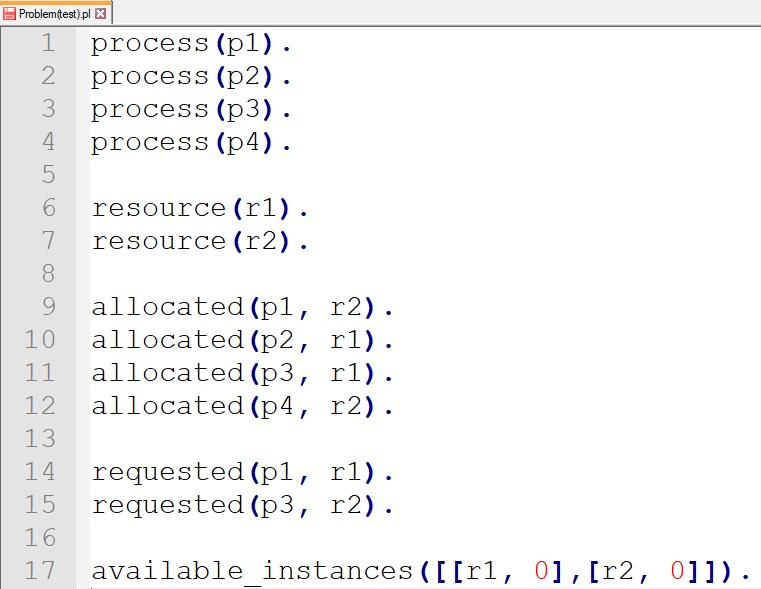 Problem(test).pl
1 process(p1).
2 process(p2).
3 process(p3).
4 process(p4).
5
6 resource(r1).
7 resource(r2).
8
9 allocated(p1, r2).
10 allocated(p2, r1).
11 allocated(p3, r1).
12 allocated(p4, r2).
13
14 requested(p1, r1).
15 requested(p3, r2).
16
17 available_instances([[r1, 0],[r2, 0]]).